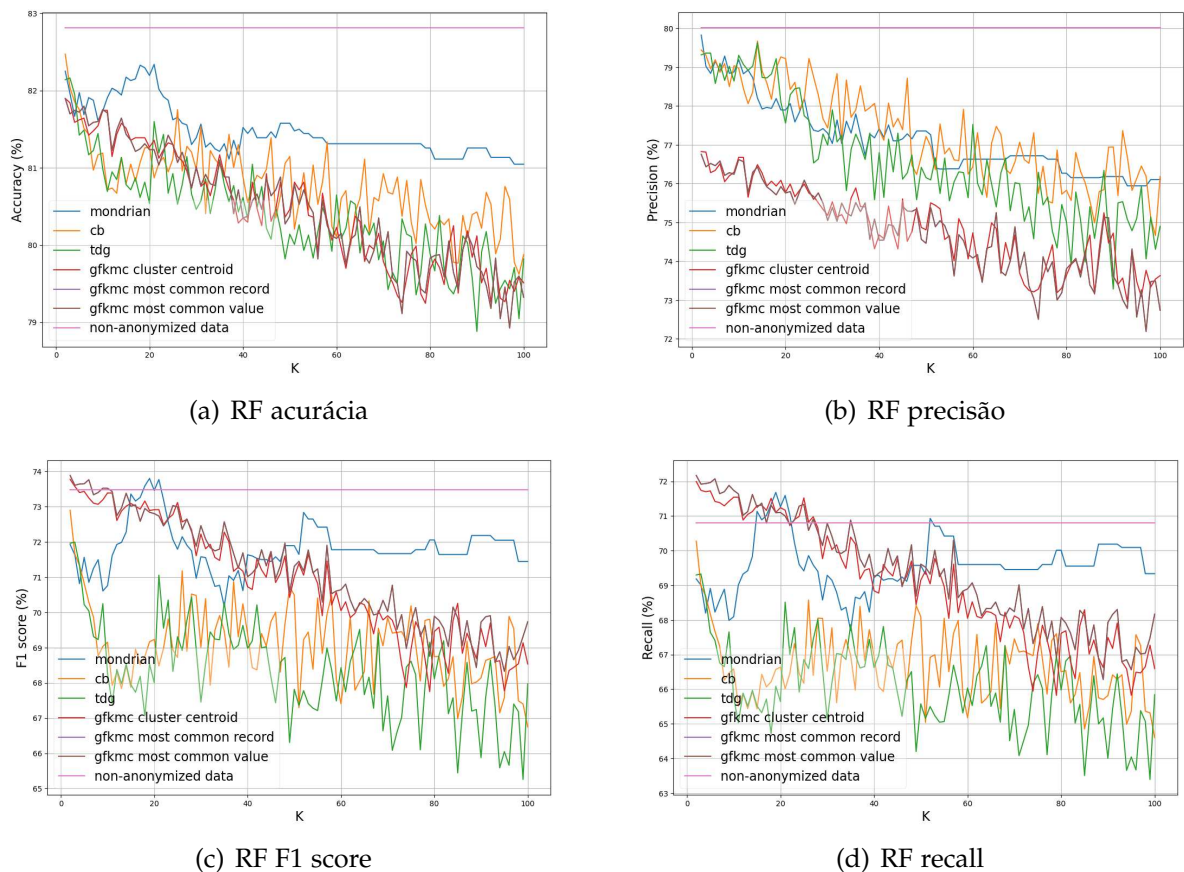 83
82
81
80
79
Accuracy (%)
mondrian
cb
tdg
gfkmc cluster centroid
gfkmc most common record
gfkmc most common value
non-anonymized data
0 20 40 60 80 100
K
(a) RF acurácia
80
79
78
77
76
75
74
73
72
Precision (%)
mondrian
cb
tdg
gfkmc cluster centroid
gfkmc most common record
gfkmc most common value
non-anonymized data
0 20 40 60 80 100
K
(b) RF precisão
74
73
72
71
70
69
68
67
66
65
F1 score (%)
mondrian
cb
tdg
gfkmc cluster centroid
gfkmc most common record
gfkmc most common value
non-anonymized data
0 20 40 60 80 100
K
(c) RF F1 score
72
71
70
69
68
67
66
65
64
63
Recall (%)
mondrian
cb
tdg
gfkmc cluster centroid
gfkmc most common record
gfkmc most common value
non-anonymized data
0 20 40 60 80 100
K
(d) RF recall